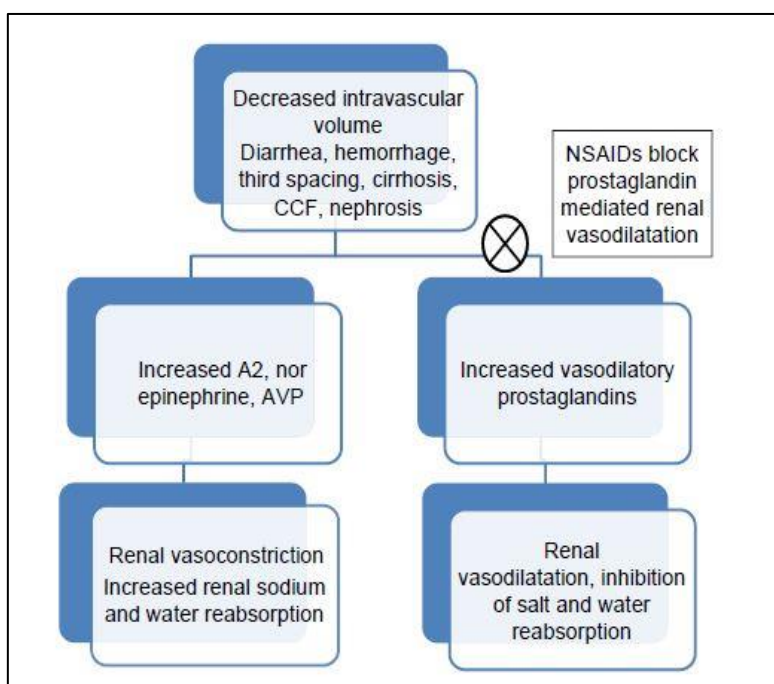 Decreased intravascular
volume
Diarrhea, hemorrhage,
third spacing, cirrhosis,
CCF, nephrosis
NSAIDs block
prostaglandin
mediated renal
vasodilatation
Increased A2, nor
epinephrine, AVP
Increased vasodilatory
prostaglandins
Renal vasoconstriction
Increased renal sodium
and water reabsorption
Renal
vasodilatation, inhibition
of salt and water
reabsorption